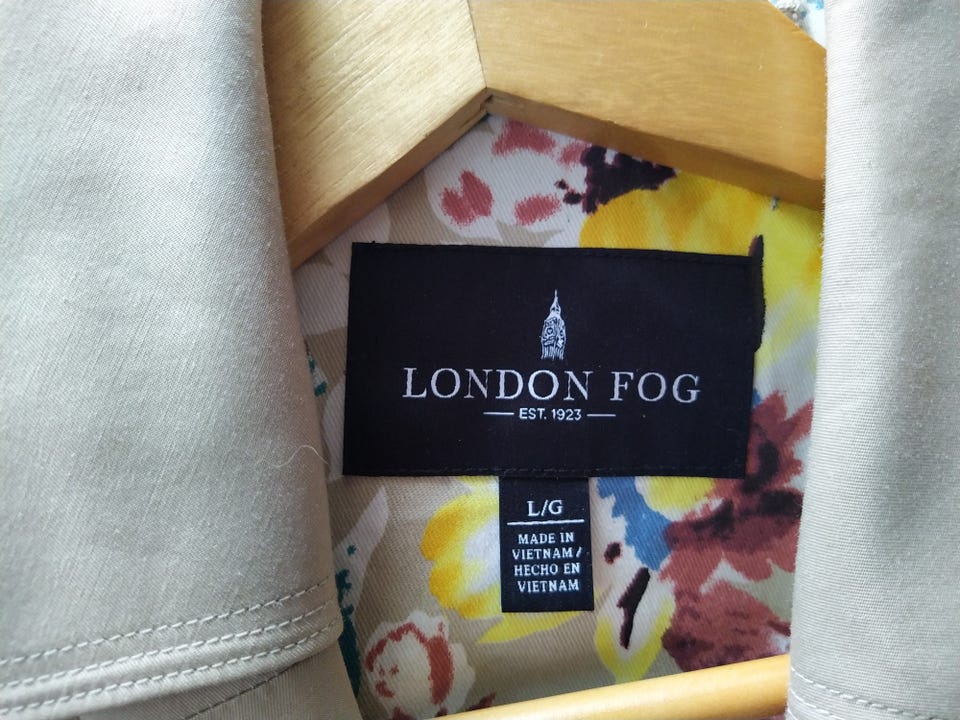 LONDON FOG
EST. 1923
L/G
MADE IN
VIETNAM /
HECHO EN
VIETNAM